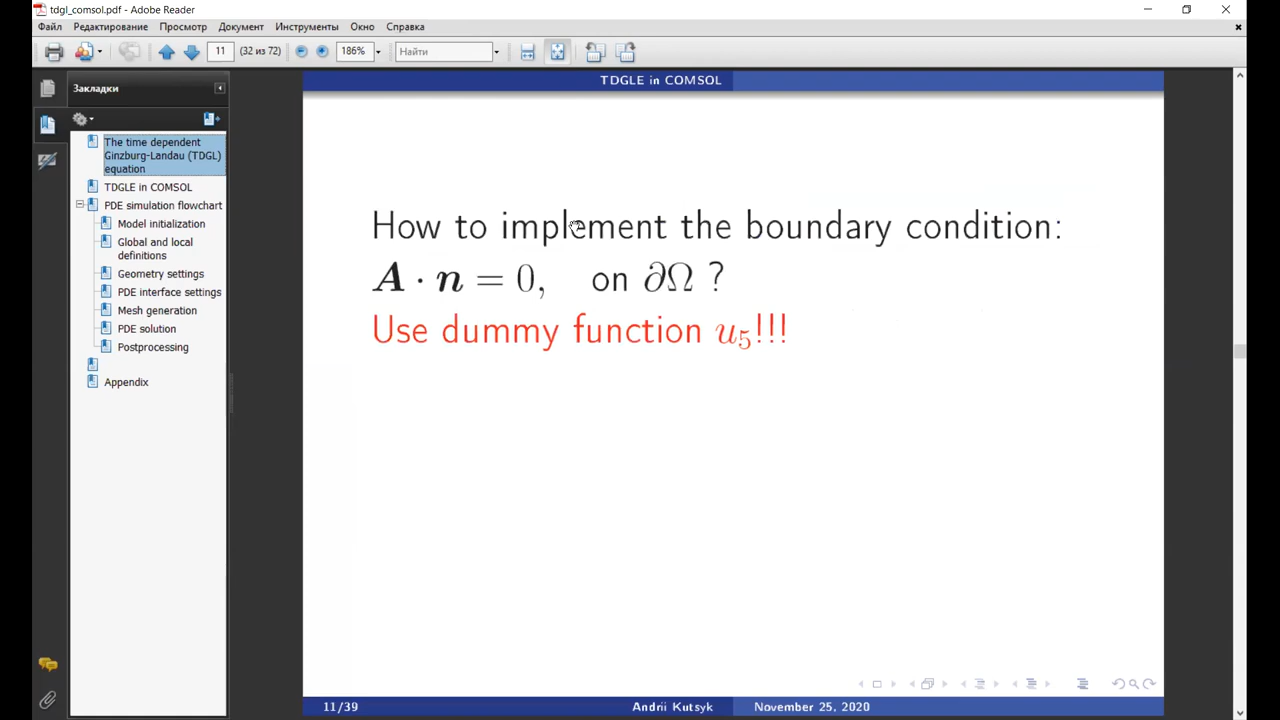 tdgl_comsol.pdf - Adobe Reader
Файл Редактирование Просмотр Документ Окно Инструменты Справка
11 (32 из 72) 186% Найти
Закладки
The time dependent
Ginzburg-Landau (TDGL)
equation
TDGLE in COMSOL
PDE simulation flowchart
Model initialization
Global and local
definitions
Geometry settings
PDE interface settings
Mesh generation
PDE solution
Postprocessing
Appendix
TDGLE in COMSOL
How to implement the boundary condition:
A · n = 0, on ∂Ω ?
Use dummy function u₅!!!
11/39 Andrii Kutsyk November 25, 2020